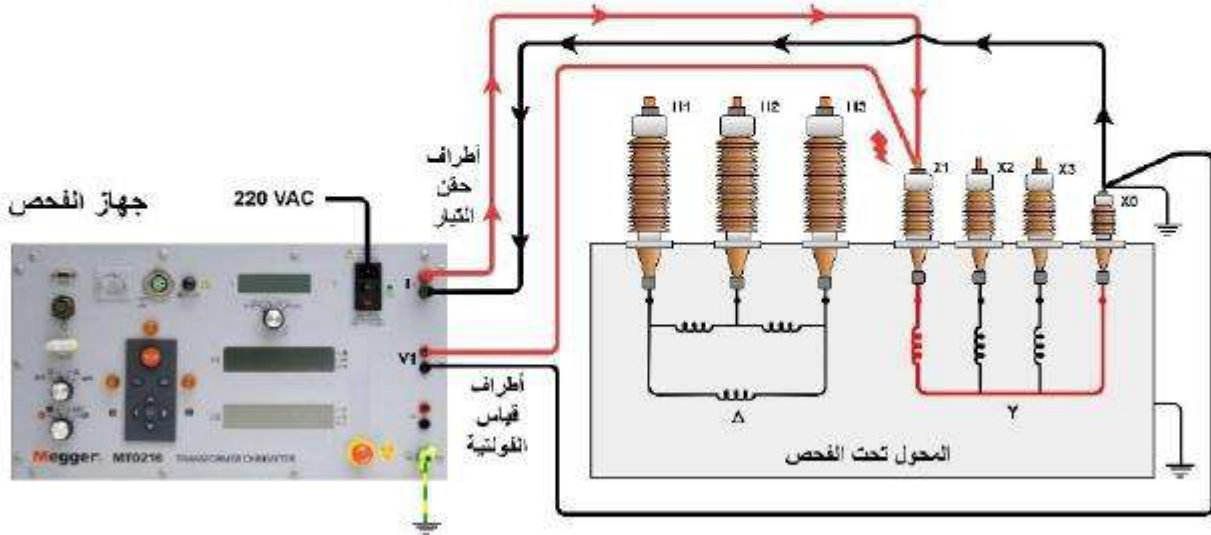 H1
H2
H3
X1
X2
X3
X0
أطراف
حقن
التيار
220 VAC
جهاز الفحص
I
V1
أطراف
قياس
الفولتية
Δ
Y
المحول تحت الفحص
Megger
MTO210 TRANSFORMER OHMMETER